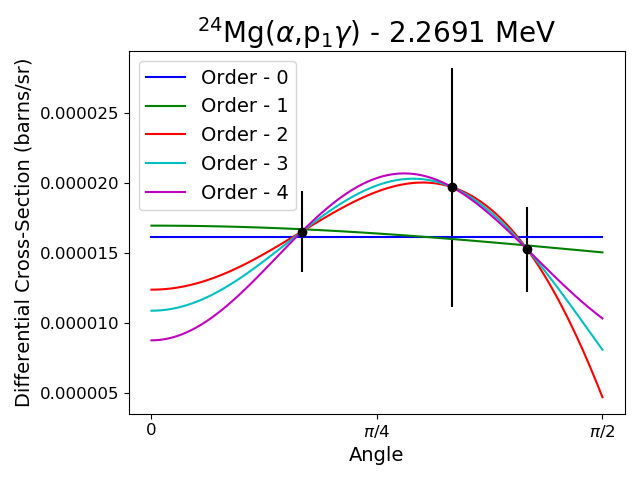 ²⁴Mg(α,p₁γ) - 2.2691 MeV
Order - 0
Order - 1
Order - 2
Order - 3
Order - 4
Differential Cross-Section (barns/sr)
0.000025
0.000020
0.000015
0.000010
0.000005
0
π/4
π/2
Angle